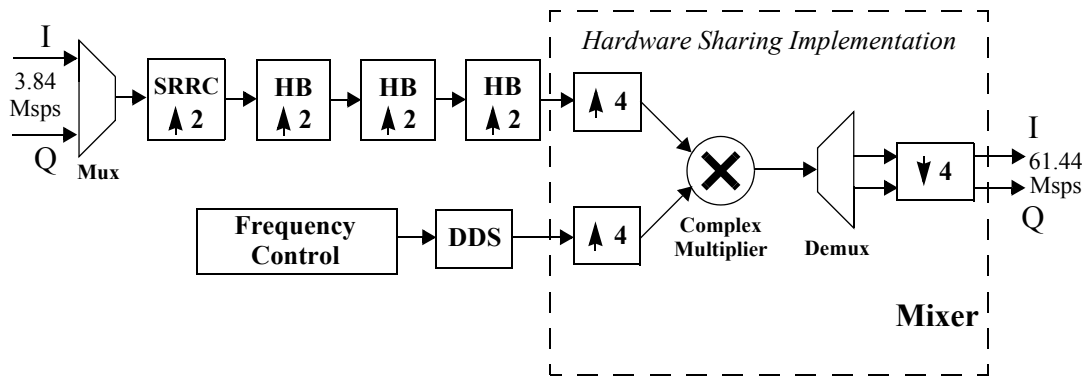 Hardware Sharing Implementation
I
3.84
Msps
Q
Mux
SRRC
2
HB
2
HB
2
HB
2
4
Complex
Multiplier
Demux
4
I
61.44
Msps
Q
Frequency
Control
DDS
4
Mixer